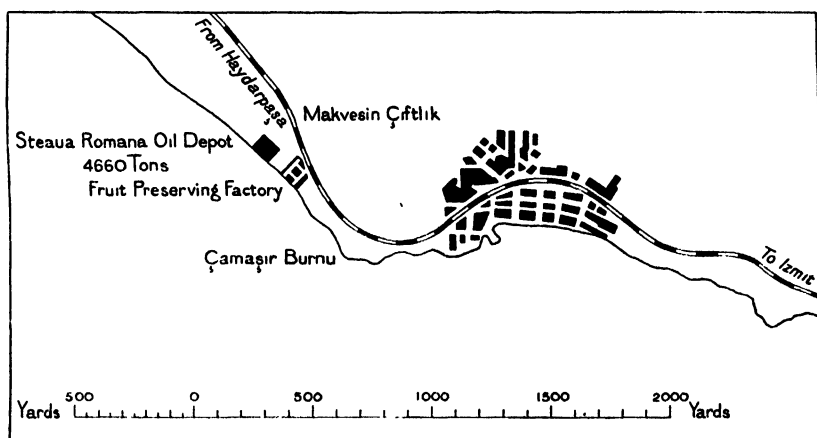 From Haydarpaşa
Makvesin Çiftlik
Steaua Romana Oil Depot
4660 Tons
Fruit Preserving Factory
Çamaşır Burnu
To Izmit
500 0 500 1000 1500 2000
Yards Yards